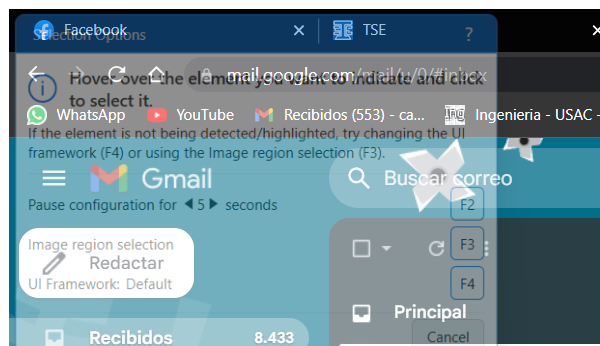 Facebook
TSE
Selection Options
?
mail.google.com/mail/u/0/#inbox
Hover over the element you want to indicate and click
to select it.
WhatsApp
YouTube
Recibidos (553) - ca...
Ingenieria - USAC -
If the element is not being detected/highlighted, try changing the UI
framework (F4) or using the Image region selection (F3).
Gmail
Buscar correo
Pause configuration for 5 seconds
F2
Image region selection
F3
Redactar
UI Framework: Default
F4
Principal
Recibidos
8.433
Cancel